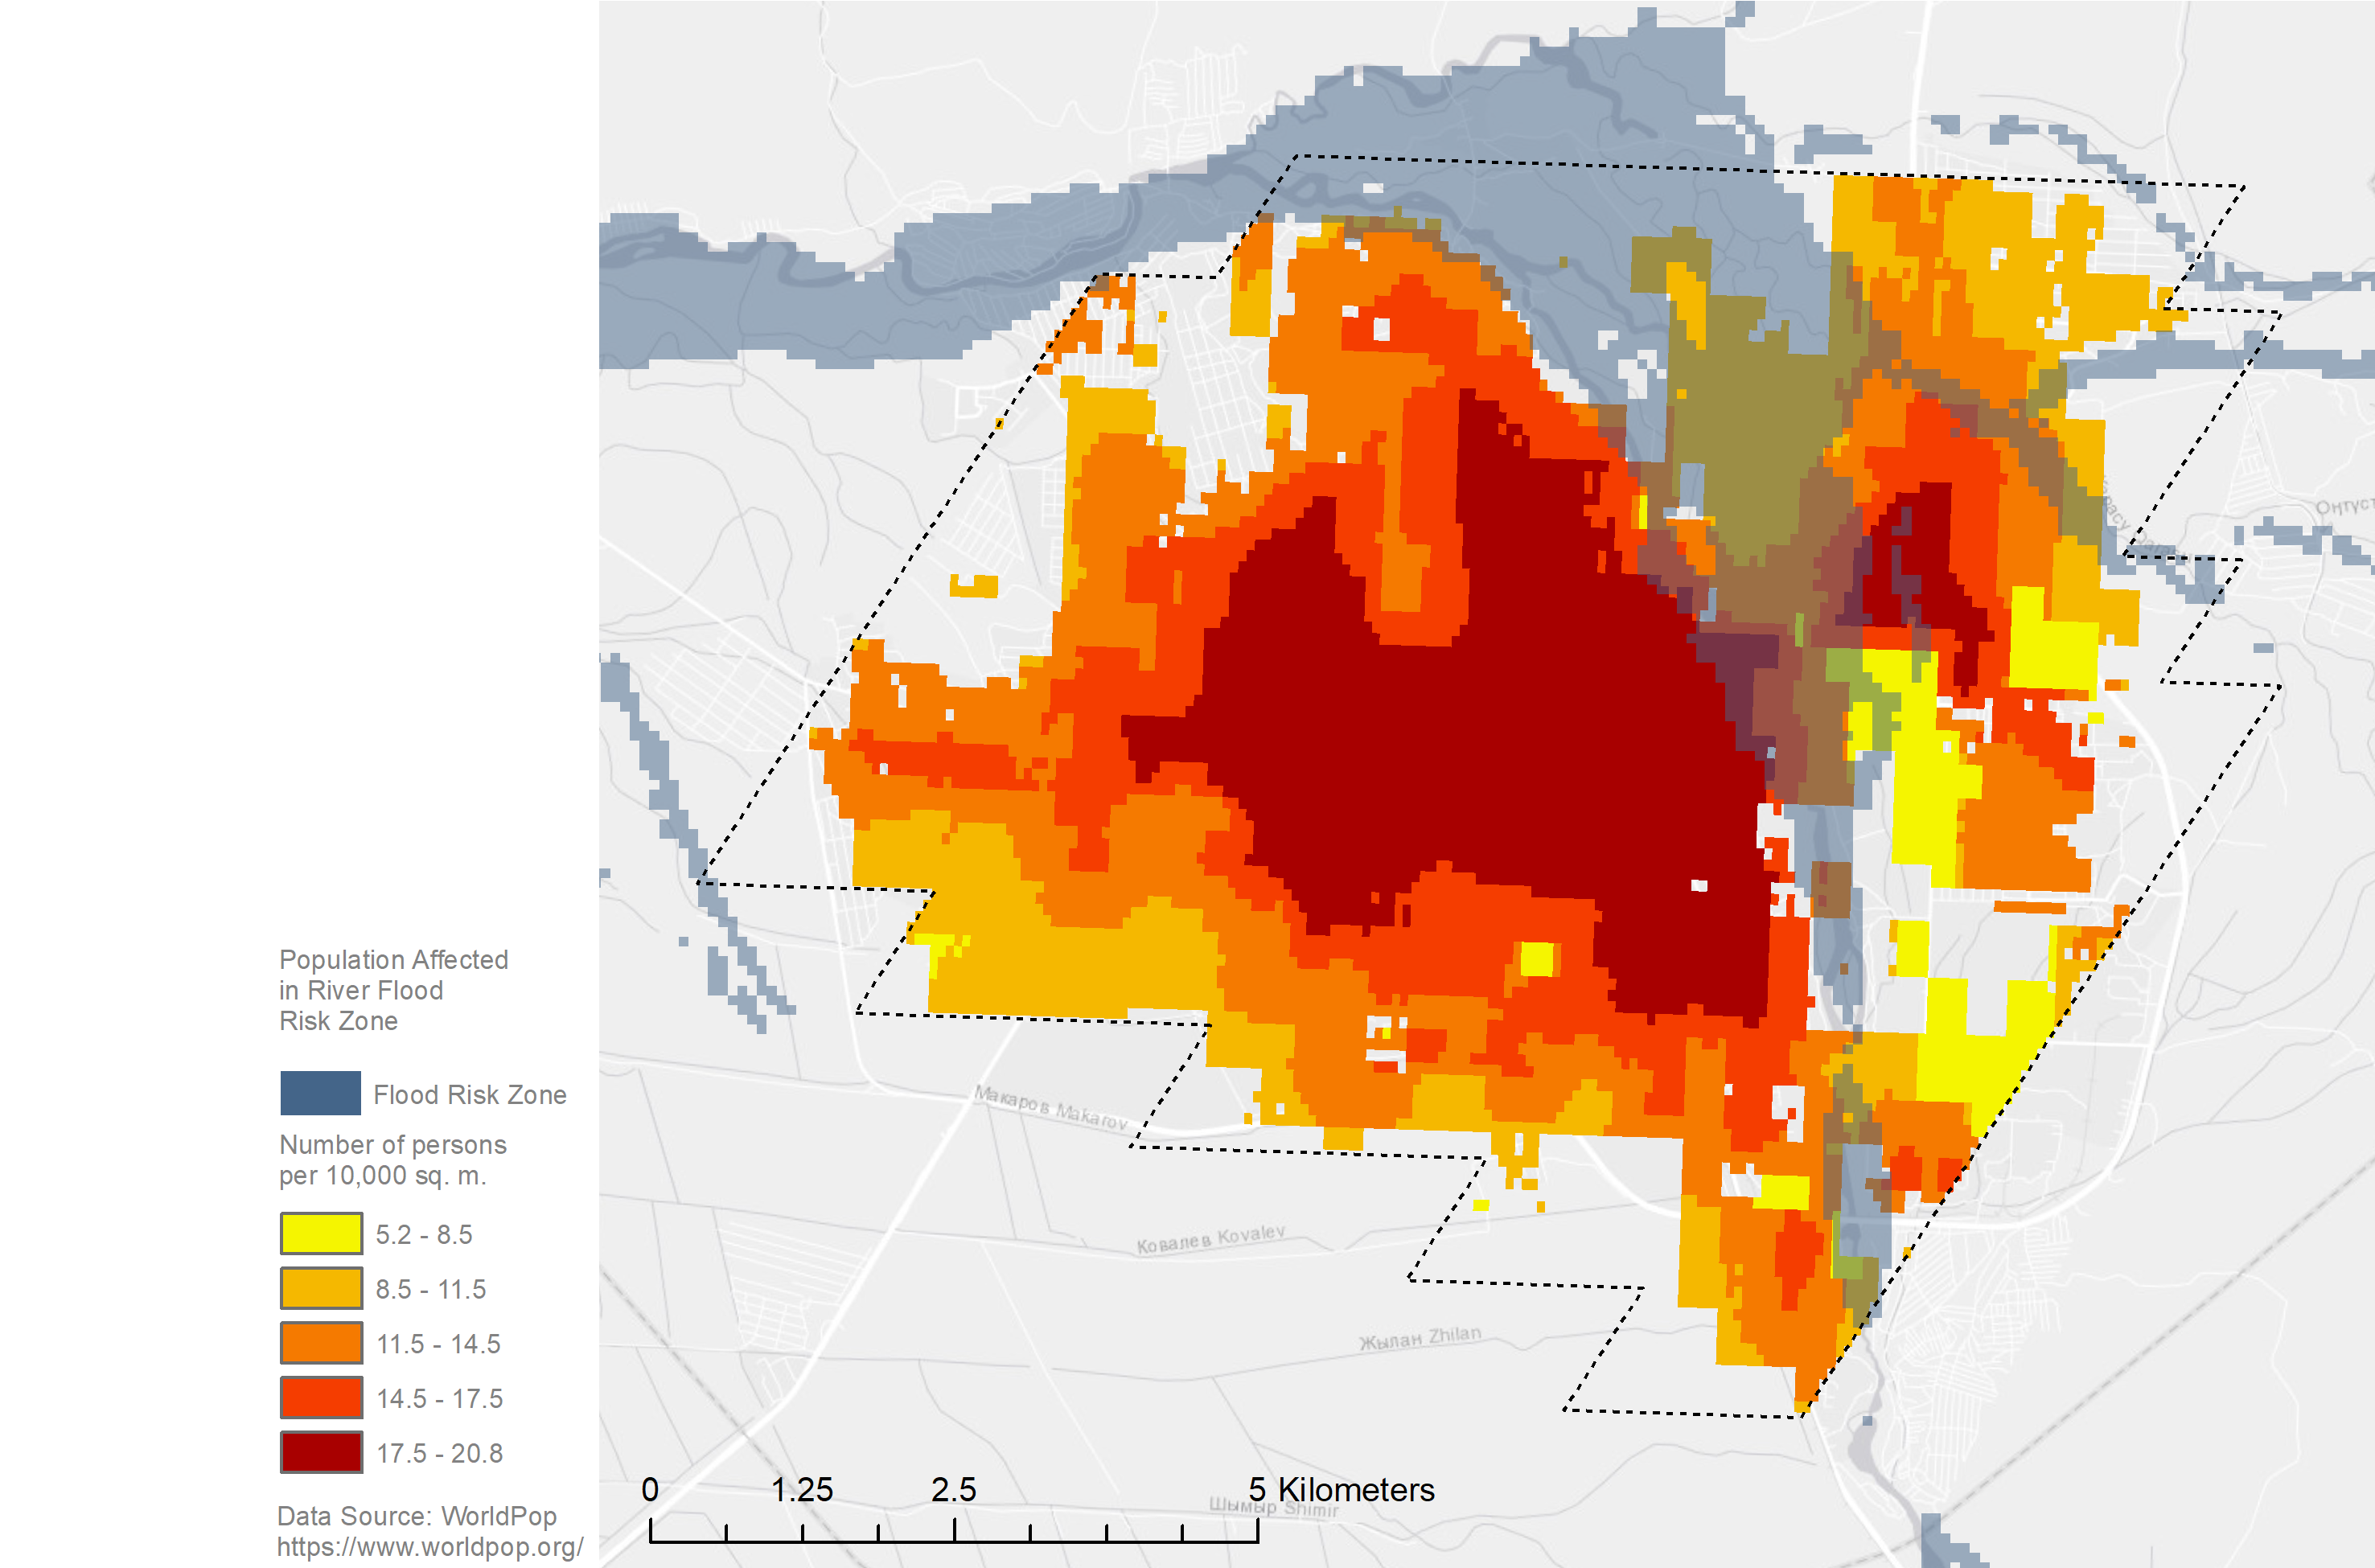 Population Affected
in River Flood
Risk Zone
Flood Risk Zone
Number of persons
per 10,000 sq. m.
5.2 - 8.5
8.5 - 11.5
11.5 - 14.5
14.5 - 17.5
17.5 - 20.8
Data Source: WorldPop
https://www.worldpop.org/
0 1.25 2.5 5 Kilometers
Макаров Makarov
Ковалев Kovalev
Жылан Zhilan
Шымыр Shimir